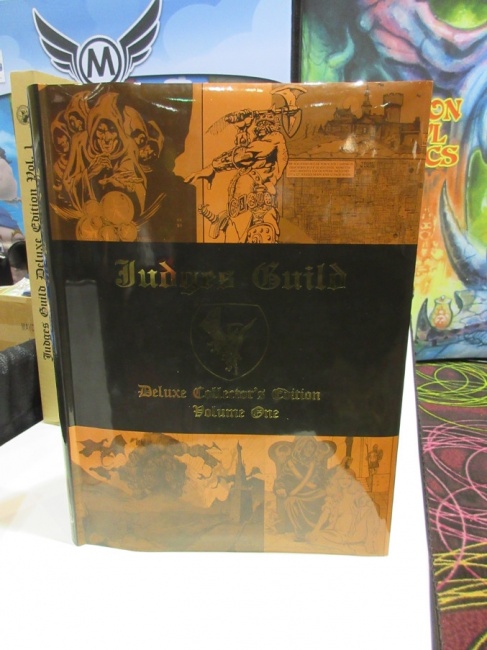 M
Judges Guild Deluxe Edition Vol. 1
Judges Guild
Deluxe Collector's Edition
Volume One